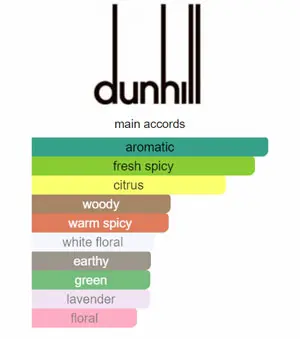 dunhill
main accords
aromatic
fresh spicy
citrus
woody
warm spicy
white floral
earthy
green
lavender
floral